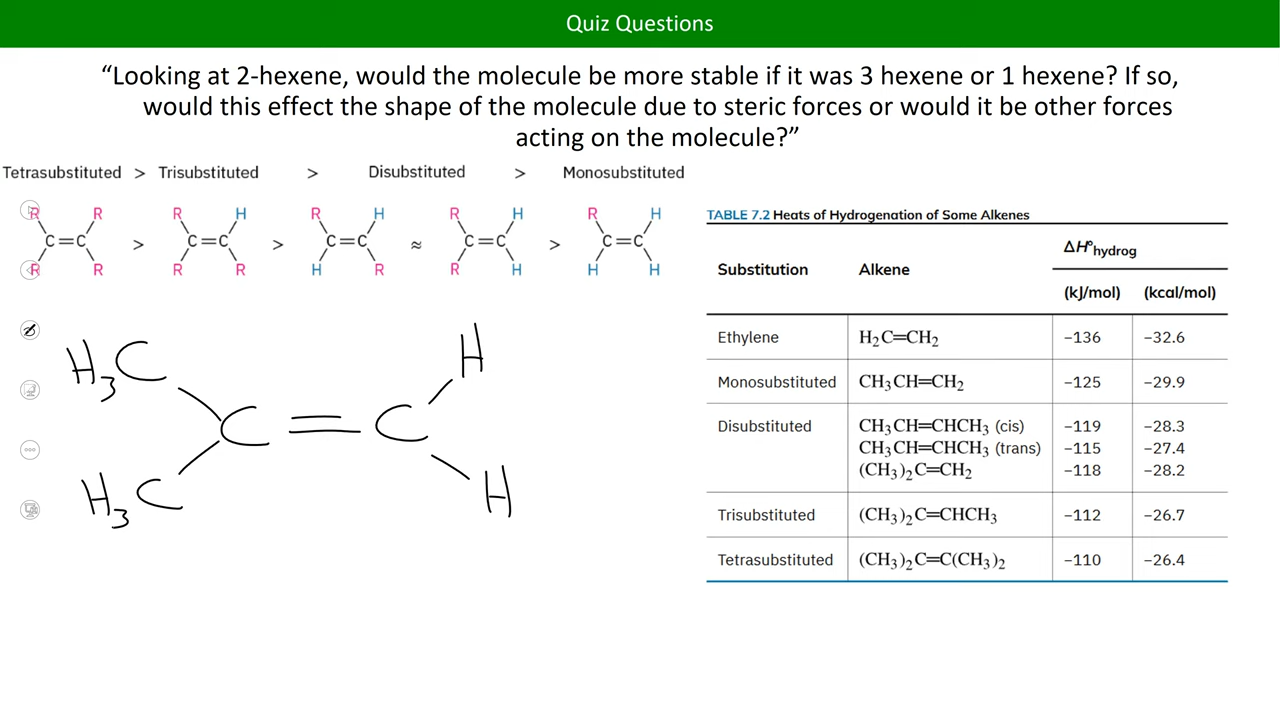 Quiz Questions
“Looking at 2-hexene, would the molecule be more stable if it was 3 hexene or 1 hexene? If so,
would this effect the shape of the molecule due to steric forces or would it be other forces
acting on the molecule?”
Tetrasubstituted > Trisubstituted > Disubstituted > Monosubstituted
R R R H R H R H R H
C=C > C=C > C=C ≈ C=C > C=C
R R R R H R R H H H
H₃C H
C=C
H₃C H
TABLE 7.2 Heats of Hydrogenation of Some Alkenes
ΔH°hydrog
Substitution Alkene
(kJ/mol) (kcal/mol)
Ethylene H₂C=CH₂ −136 −32.6
Monosubstituted CH₃CH=CH₂ −125 −29.9
Disubstituted CH₃CH=CHCH₃ (cis) −119 −28.3
CH₃CH=CHCH₃ (trans) −115 −27.4
(CH₃)₂C=CH₂ −118 −28.2
Trisubstituted (CH₃)₂C=CHCH₃ −112 −26.7
Tetrasubstituted (CH₃)₂C=C(CH₃)₂ −110 −26.4